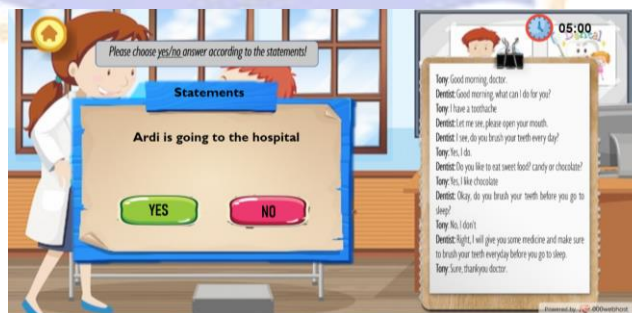 Please choose yes/no answer according to the statements!
Statements
Ardi is going to the hospital
YES
NO
05:00
Tony: Good morning, doctor.
Dentist: Good morning, what can I do for you?
Tony: I have a toothache
Dentist: Let me see, please open your mouth.
Dentist: I see, do you brush your teeth every day?
Tony: Yes, I do.
Dentist: Do you like to eat sweet food? candy or chocolate?
Tony: Yes, I like chocolate
Dentist: Okay, do you brush your teeth before you go to
sleep?
Tony: No, I don't
Dentist: Right, I will give you some medicine and make sure
to brush your teeth everyday before you go to sleep.
Tony: Sure, thankyou doctor.
Powered by 000webhost